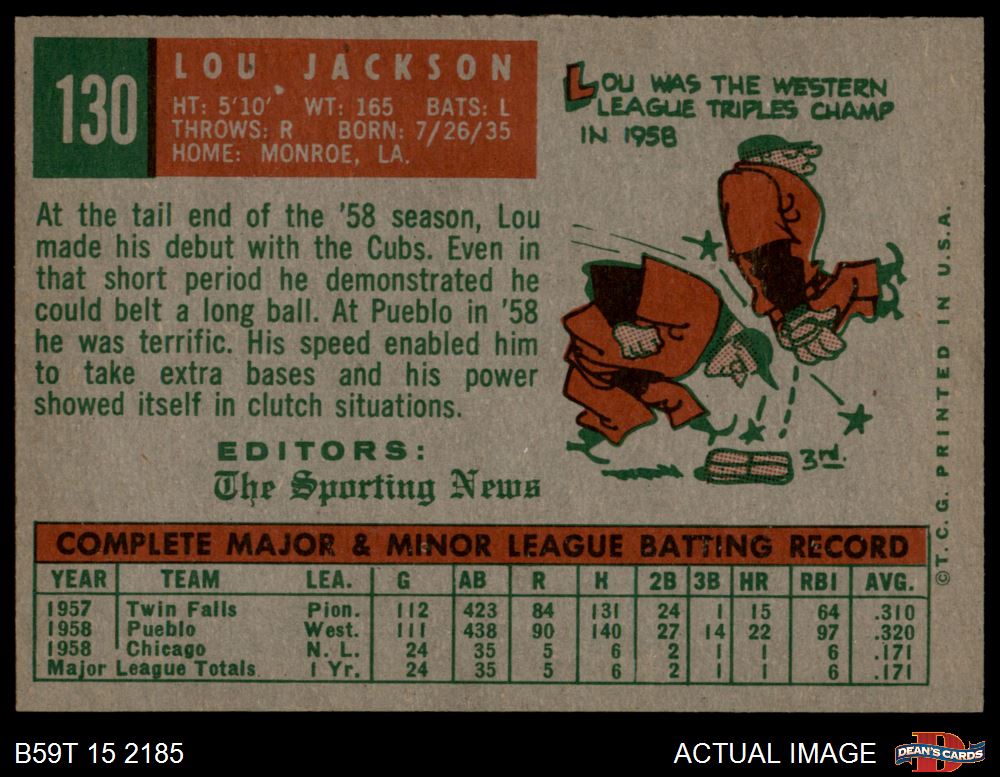 130
LOU JACKSON
HT: 5'10' WT: 165 BATS: L
THROWS: R BORN: 7/26/35
HOME: MONROE, LA.
At the tail end of the '58 season, Lou
made his debut with the Cubs. Even in
that short period he demonstrated he
could belt a long ball. At Pueblo in '58
he was terrific. His speed enabled him
to take extra bases and his power
showed itself in clutch situations.
EDITORS:
The Sporting News
LOU WAS THE WESTERN
LEAGUE TRIPLES CHAMP
IN 1958
3rd.
© T. C. G. PRINTED IN U.S.A.
COMPLETE MAJOR & MINOR LEAGUE BATTING RECORD
YEAR TEAM LEA. G AB R H 2B 3B HR RBI AVG.
1957 Twin Falls Pion. 112 423 84 131 24 1 15 64 .310
1958 Pueblo West. 111 438 90 140 27 14 22 97 .320
1958 Chicago N. L. 24 35 5 6 2 1 1 6 .171
Major League Totals 1 Yr. 24 35 5 6 2 1 1 6 .171
B59T 15 2185
ACTUAL IMAGE
D
DEAN'S CARDS